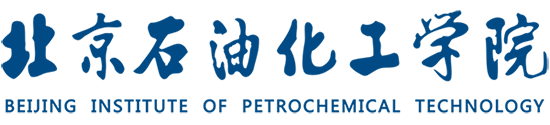 北京石油化工学院
BEIJING INSTITUTE OF PETROCHEMICAL TECHNOLOGY